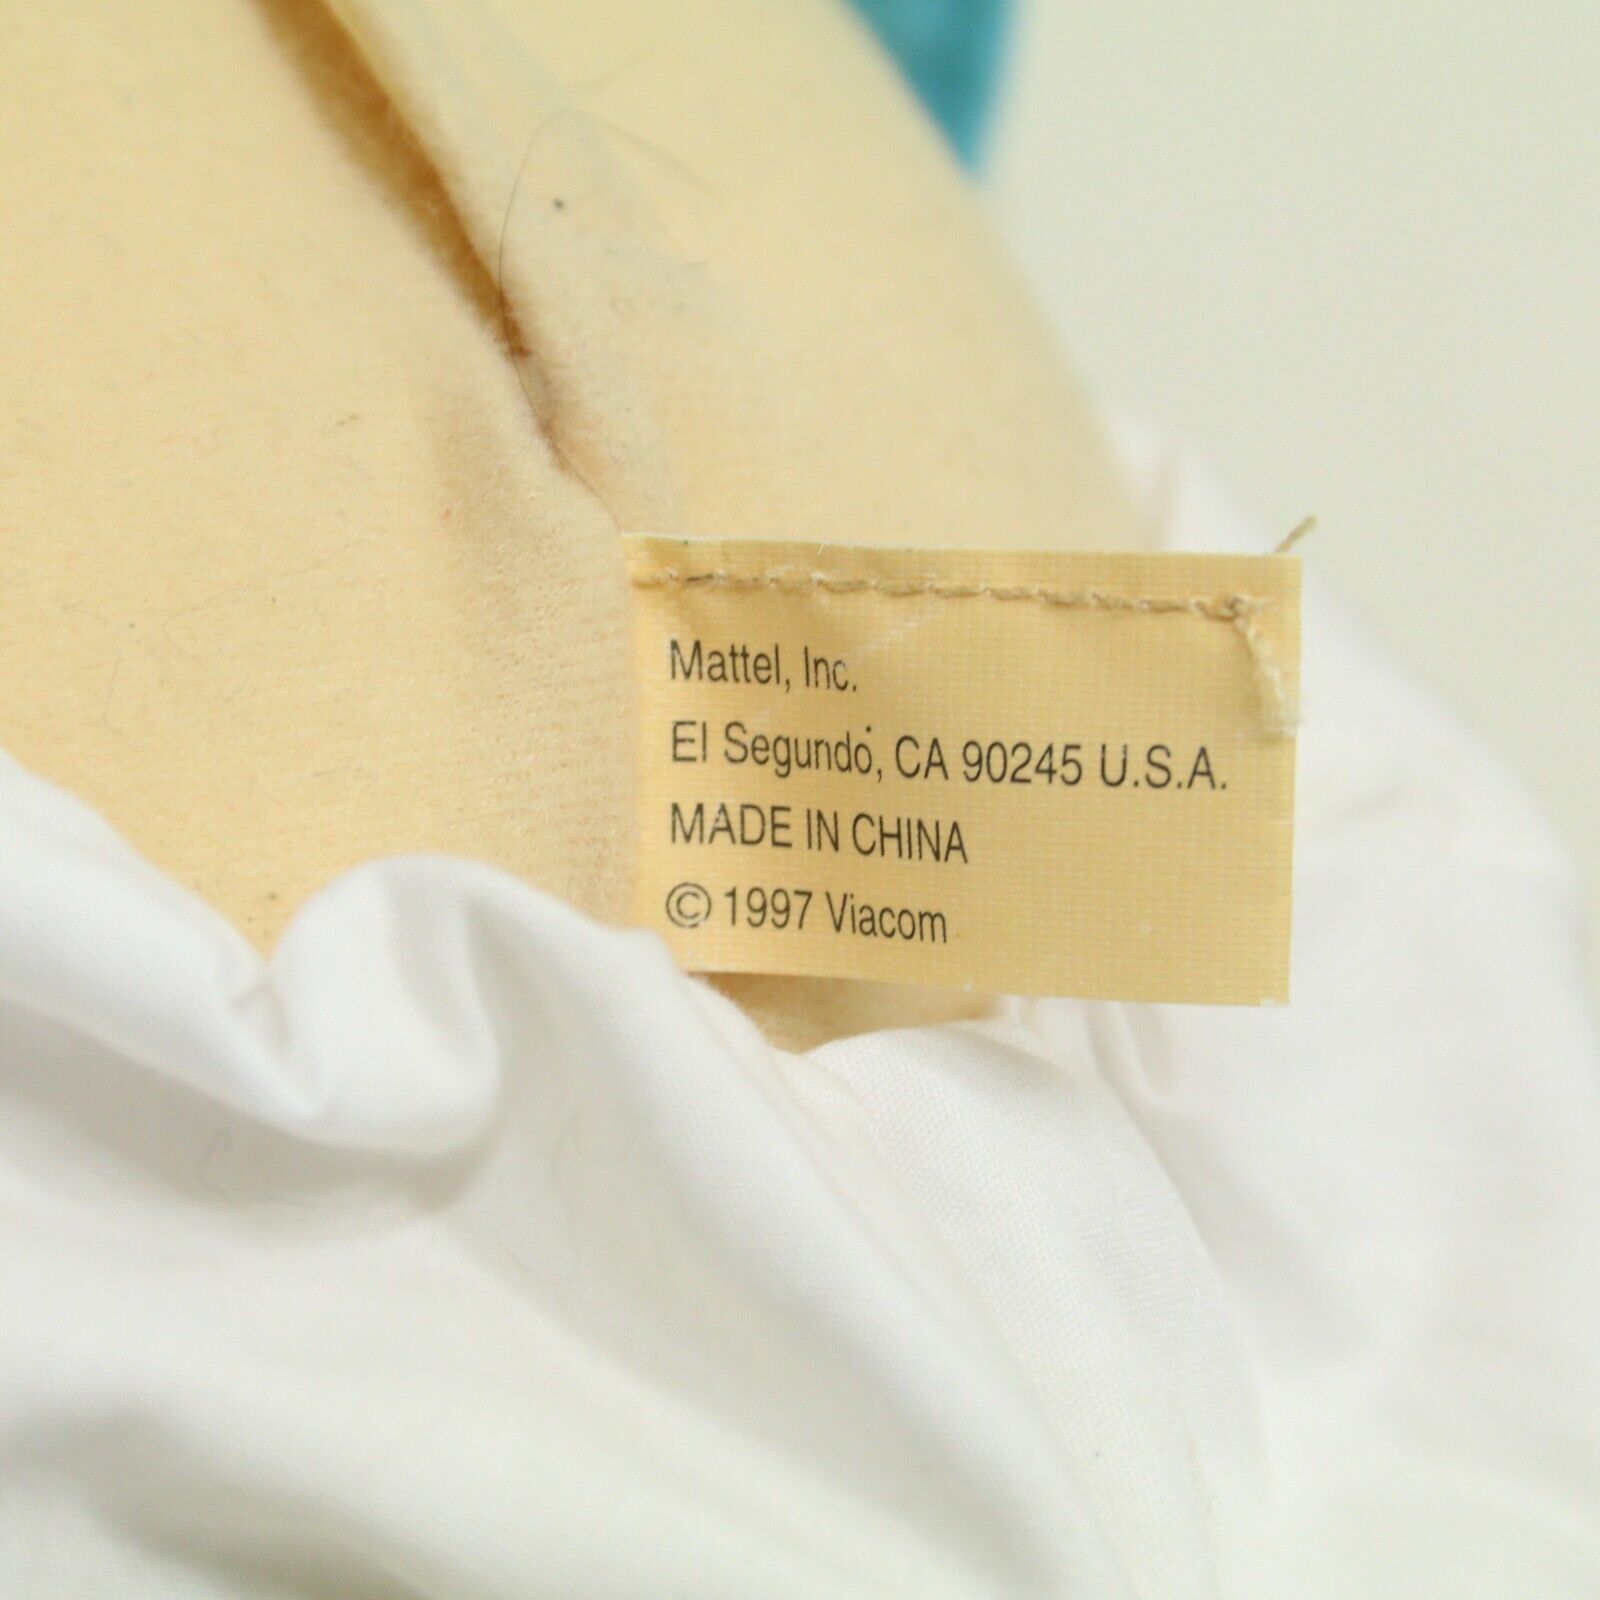 Mattel, Inc.
El Segundo, CA 90245 U.S.A.
MADE IN CHINA
© 1997 Viacom